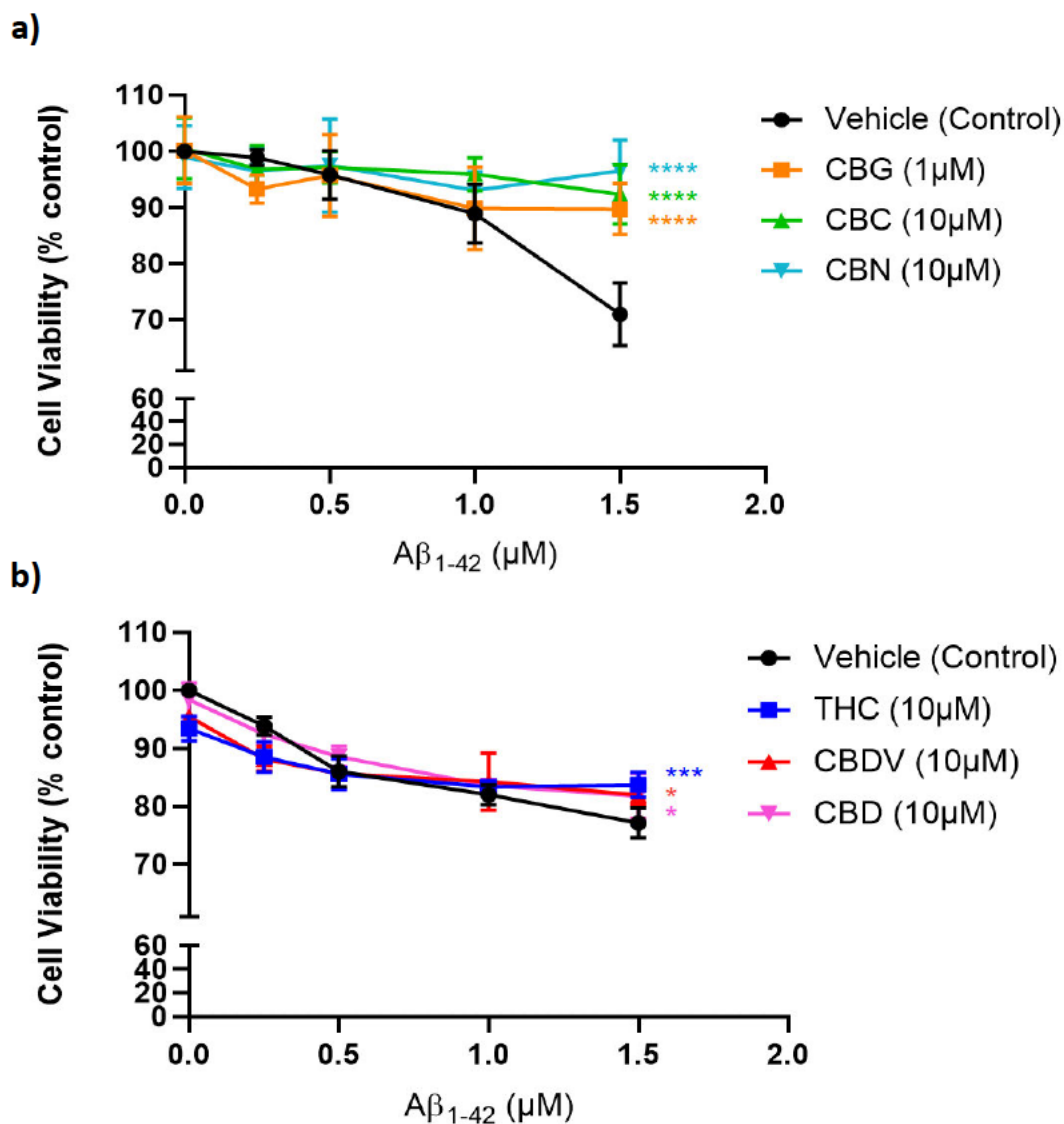 a)
Cell Viability (% control)
110
100
90
80
70
60
40
20
0
0.0 0.5 1.0 1.5 2.0
Aβ1-42 (µM)
****
****
****
Vehicle (Control)
CBG (1µM)
CBC (10µM)
CBN (10µM)
b)
Cell Viability (% control)
110
100
90
80
70
60
40
20
0
0.0 0.5 1.0 1.5 2.0
Aβ1-42 (µM)
***
*
*
Vehicle (Control)
THC (10µM)
CBDV (10µM)
CBD (10µM)